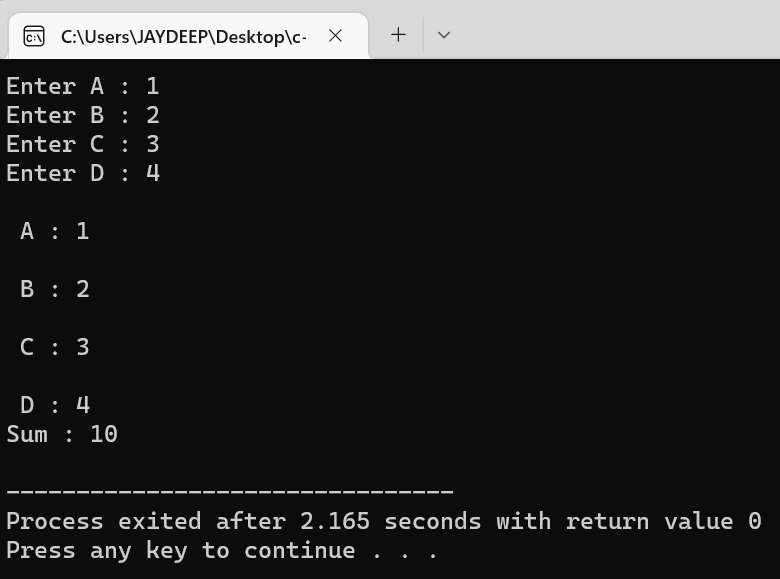 C:\Users\JAYDEEP\Desktop\c-
Enter A : 1
Enter B : 2
Enter C : 3
Enter D : 4
A : 1
B : 2
C : 3
D : 4
Sum : 10
--------------------------------
Process exited after 2.165 seconds with return value 0
Press any key to continue . . .